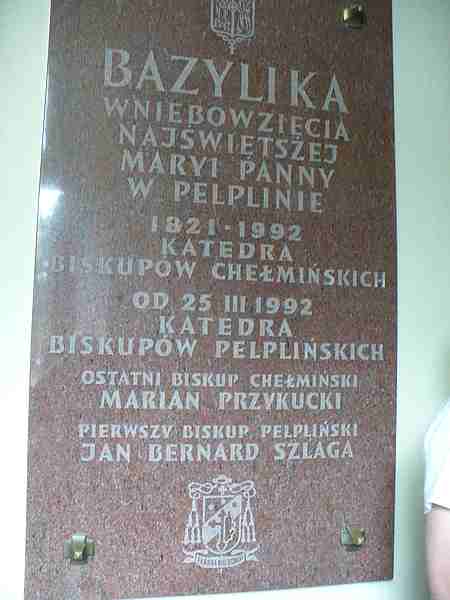 BAZYLIKA
WNIEBOWZIĘCIA
NAJŚWIĘTSZEJ
MARYI PANNY
W PELPLINIE
1821-1992
KATEDRA
BISKUPÓW CHEŁMIŃSKICH
OD 25 III 1992
KATEDRA
BISKUPÓW PELPLIŃSKICH
OSTATNI BISKUP CHEŁMIŃSKI
MARIAN PRZYKUCKI
PIERWSZY BISKUP PELPLIŃSKI
JAN BERNARD SZLAGA